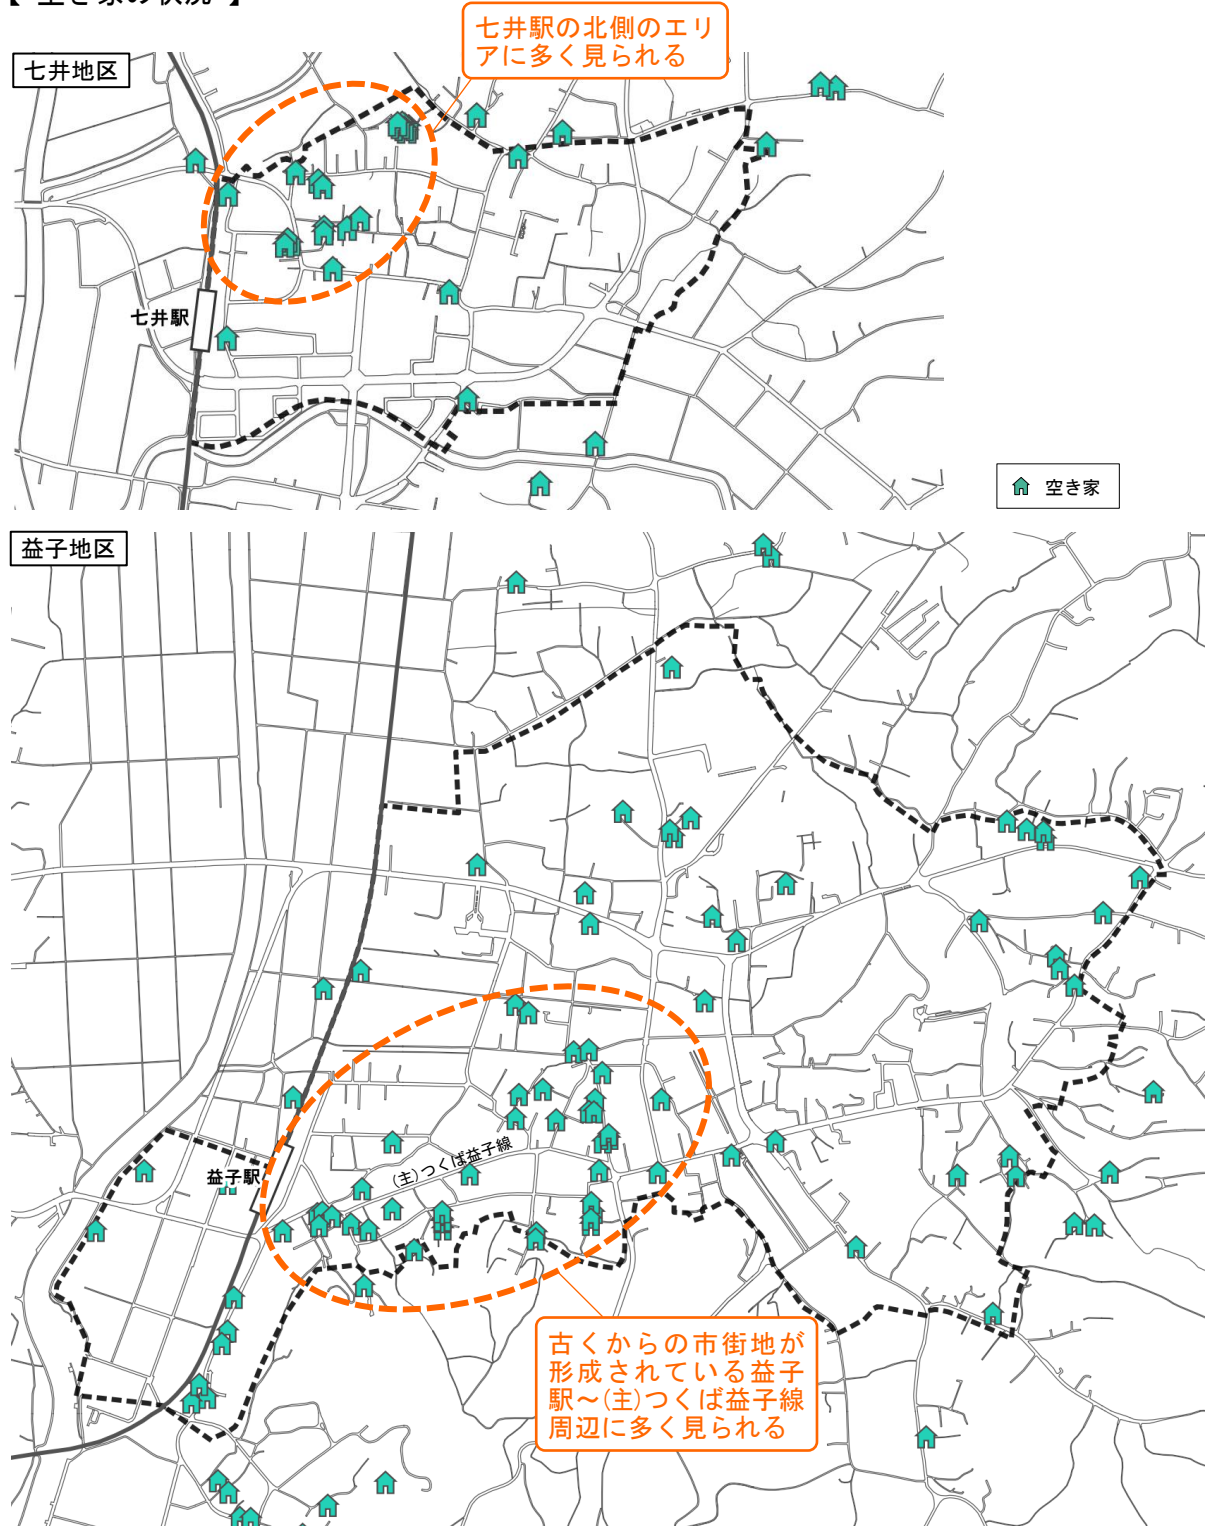 【 空き家の状況 】
七井駅の北側のエリ
アに多く見られる
七井地区
七井駅
空き家
益子地区
(主)つくば益子線
益子駅
古くからの市街地が
形成されている益子
駅～(主)つくば益子線
周辺に多く見られる